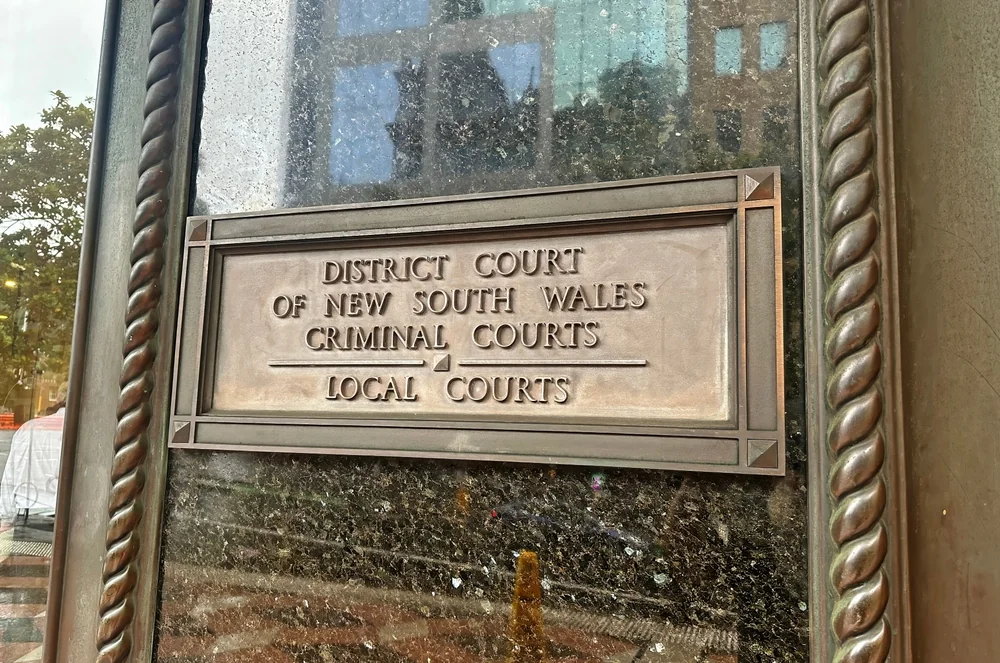 DISTRICT COURT
OF NEW SOUTH WALES
CRIMINAL COURTS
LOCAL COURTS